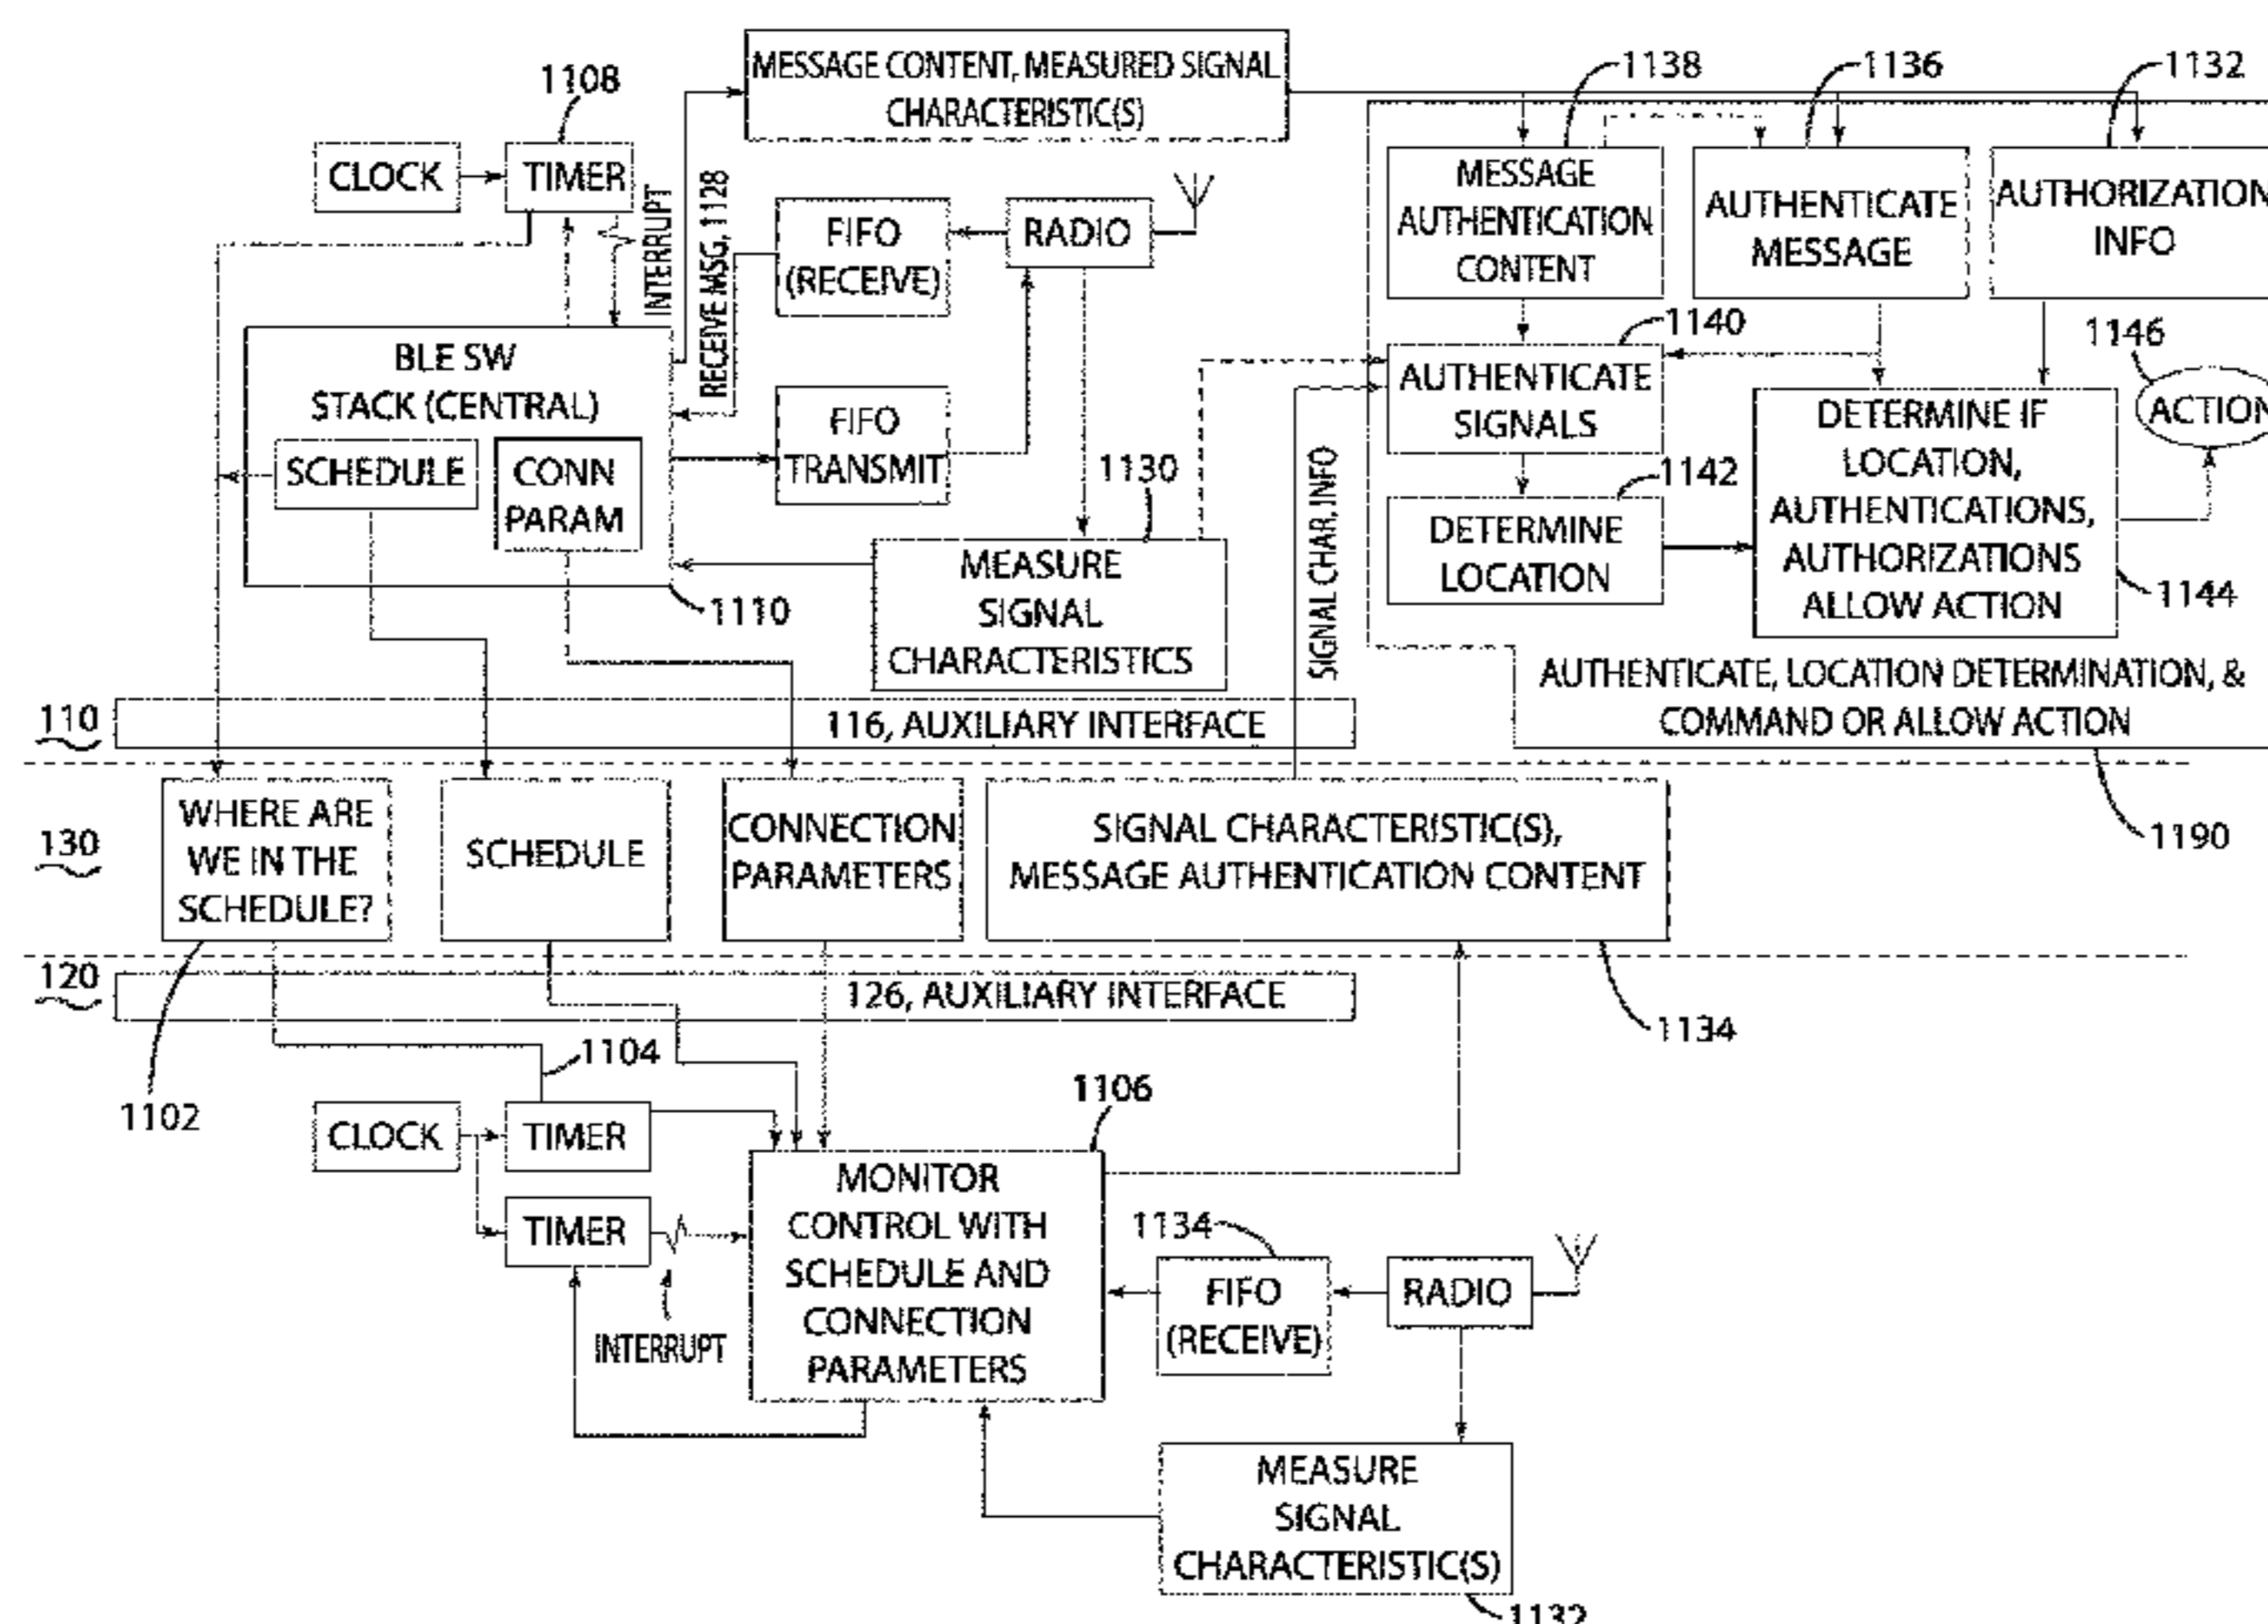 MESSAGE CONTENT, MEASURED SIGNAL
CHARACTERISTIC(S)
1138
1136
1132
1108
CLOCK
TIMER
INTERRUPT
RECEIVE MSG, 1128
FIFO
(RECEIVE)
RADIO
MESSAGE
AUTHENTICATION
CONTENT
AUTHENTICATE
MESSAGE
AUTHORIZATION
INFO
BLE SW
STACK (CENTRAL)
SCHEDULE
CONN
PARAM
1110
FIFO
TRANSMIT
1130
MEASURE
SIGNAL
CHARACTERISTICS
SIGNAL CHAR, INFO
1140
AUTHENTICATE
SIGNALS
1142
DETERMINE
LOCATION
1146
ACTION
DETERMINE IF
LOCATION,
AUTHENTICATIONS,
AUTHORIZATIONS
ALLOW ACTION
1144
AUTHENTICATE, LOCATION DETERMINATION, &
COMMAND OR ALLOW ACTION
1190
110
116, AUXILIARY INTERFACE
130
WHERE ARE
WE IN THE
SCHEDULE?
SCHEDULE
CONNECTION
PARAMETERS
SIGNAL CHARACTERISTIC(S),
MESSAGE AUTHENTICATION CONTENT
120
126, AUXILIARY INTERFACE
1134
1102
1104
CLOCK
TIMER
TIMER
INTERRUPT
1106
MONITOR
CONTROL WITH
SCHEDULE AND
CONNECTION
PARAMETERS
1134
FIFO
(RECEIVE)
RADIO
MEASURE
SIGNAL
CHARACTERISTIC(S)
1132